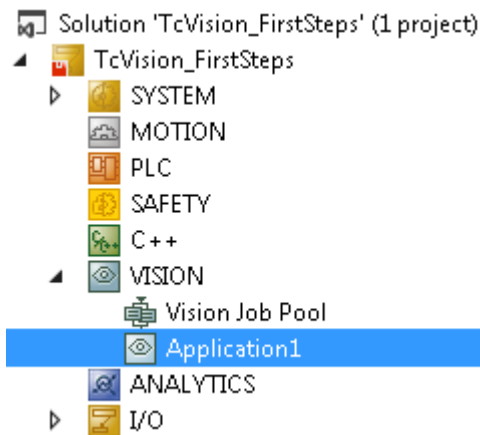 Solution 'TcVision_FirstSteps' (1 project)
TcVision_FirstSteps
SYSTEM
MOTION
PLC
SAFETY
C++
VISION
Vision Job Pool
Application1
ANALYTICS
I/O